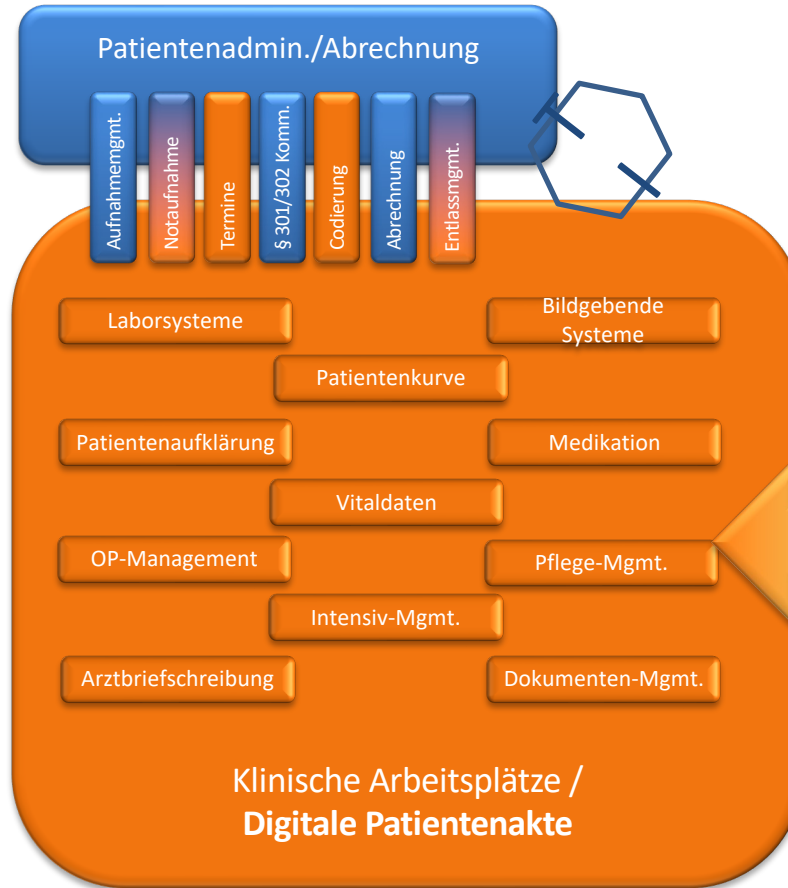 Patientenadmin./Abrechnung
Aufnahmemgmt.
Notaufnahme
Termine
§ 301/302 Komm.
Codierung
Abrechnung
Entlassmgmt.
Laborsysteme
Bildgebende
Systeme
Patientenkurve
Patientenaufklärung
Medikation
Vitaldaten
OP-Management
Pflege-Mgmt.
Intensiv-Mgmt.
Arztbriefschreibung
Dokumenten-Mgmt.
Klinische Arbeitsplätze /
Digitale Patientenakte